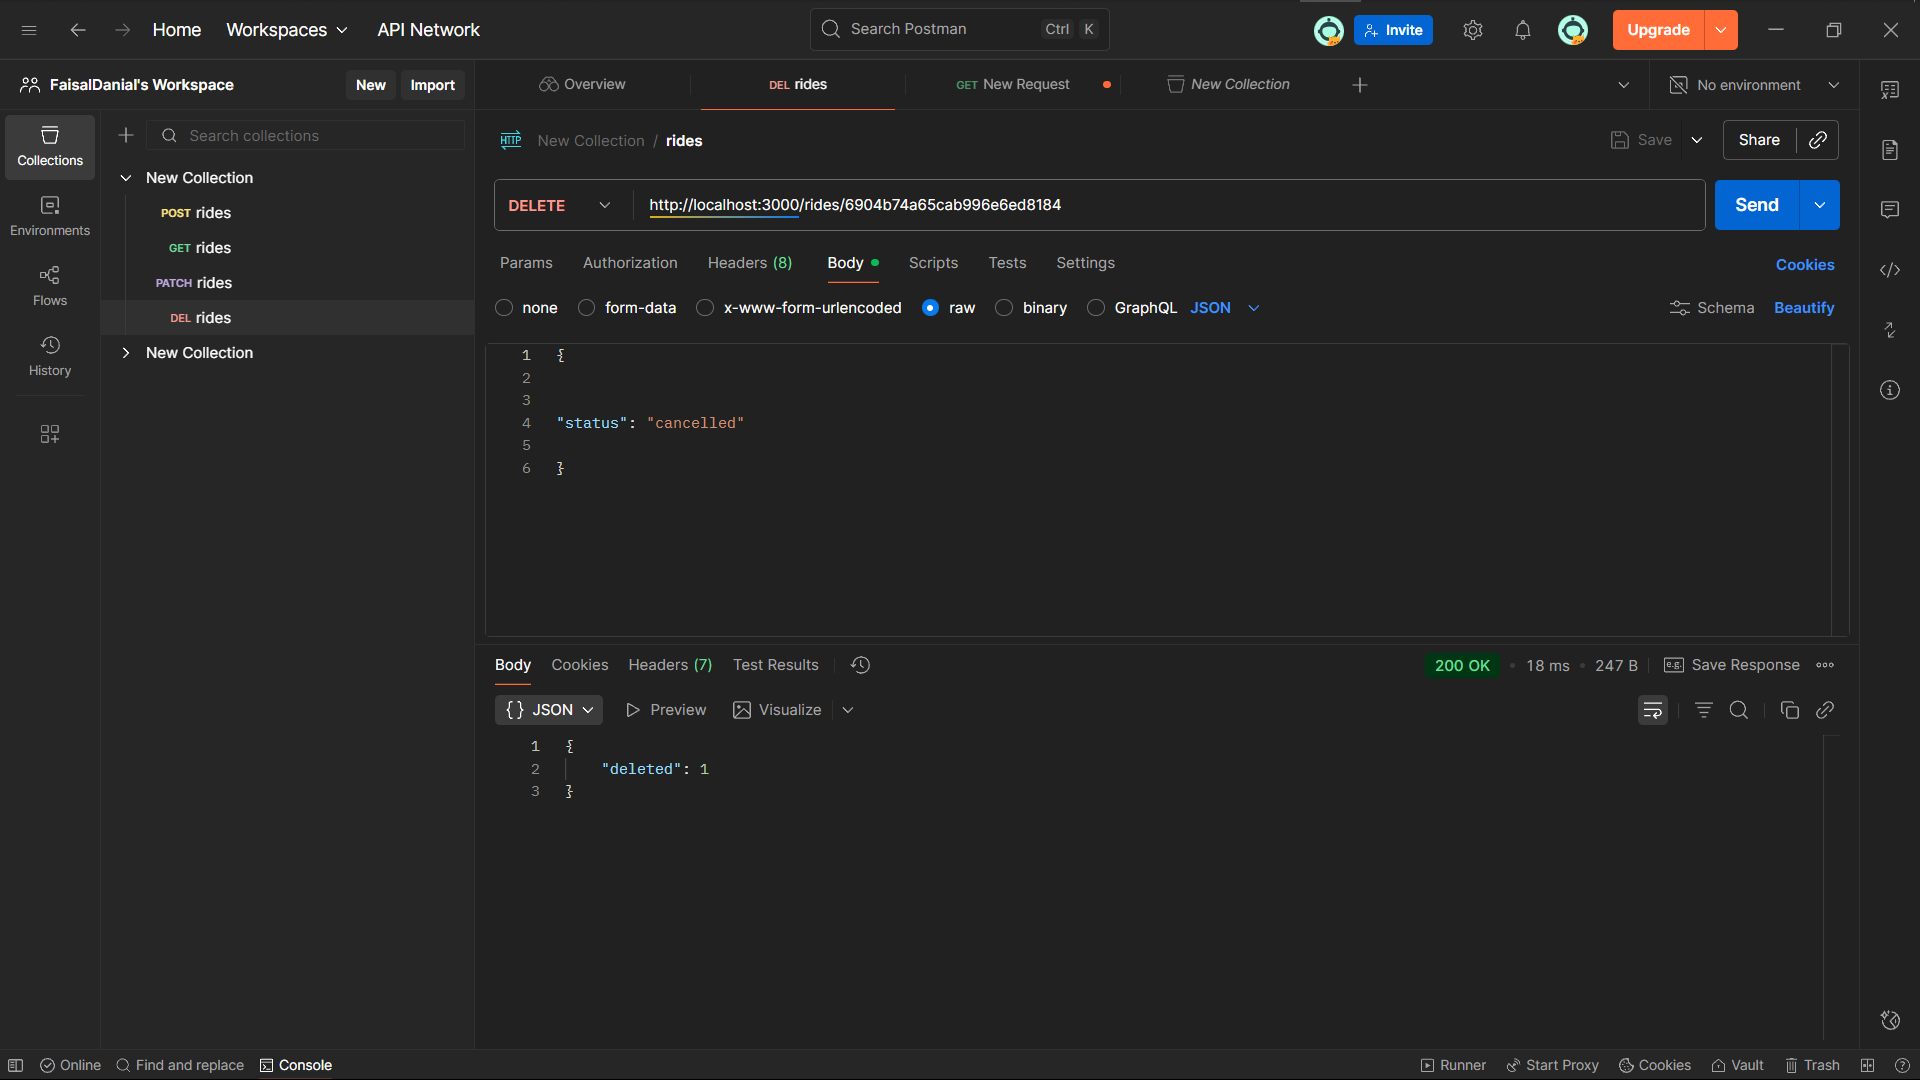 Home Workspaces API Network Search Postman Ctrl K Invite Upgrade
FaisalDanial's Workspace New Import Overview DEL rides GET New Request New Collection No environment
Collections
Environments
Flows
History
Search collections
New Collection
POST rides
GET rides
PATCH rides
DEL rides
New Collection
HTTP New Collection / rides Save Share
DELETE http://localhost:3000/rides/6904b74a65cab996e6ed8184 Send
Params Authorization Headers (8) Body Scripts Tests Settings Cookies
none form-data x-www-form-urlencoded raw binary GraphQL JSON Schema Beautify
1 {
2
3
4 "status": "cancelled"
5
6 }
Body Cookies Headers (7) Test Results 200 OK 18 ms 247 B e.g. Save Response
{} JSON Preview Visualize
1 {
2 "deleted": 1
3 }
Online Find and replace Console Runner Start Proxy Cookies Vault Trash